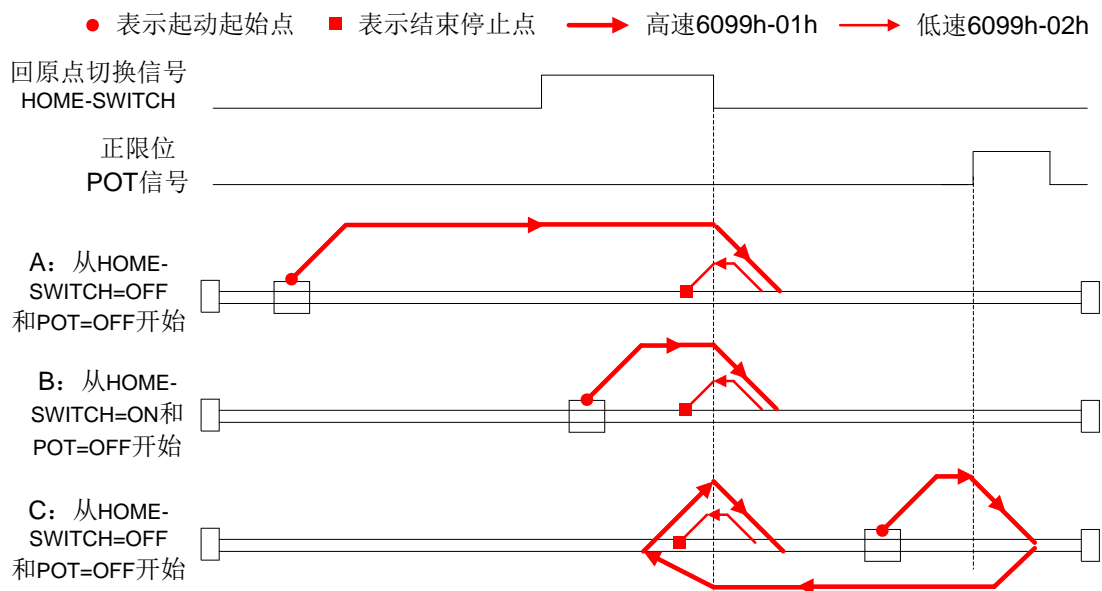 表示起动起始点
表示结束停止点
高速6099h-01h
低速6099h-02h
回原点切换信号
HOME-SWITCH
正限位
POT信号
A：从HOME-
SWITCH=OFF
和POT=OFF开始
B：从HOME-
SWITCH=ON和
POT=OFF开始
C：从HOME-
SWITCH=OFF
和POT=OFF开始